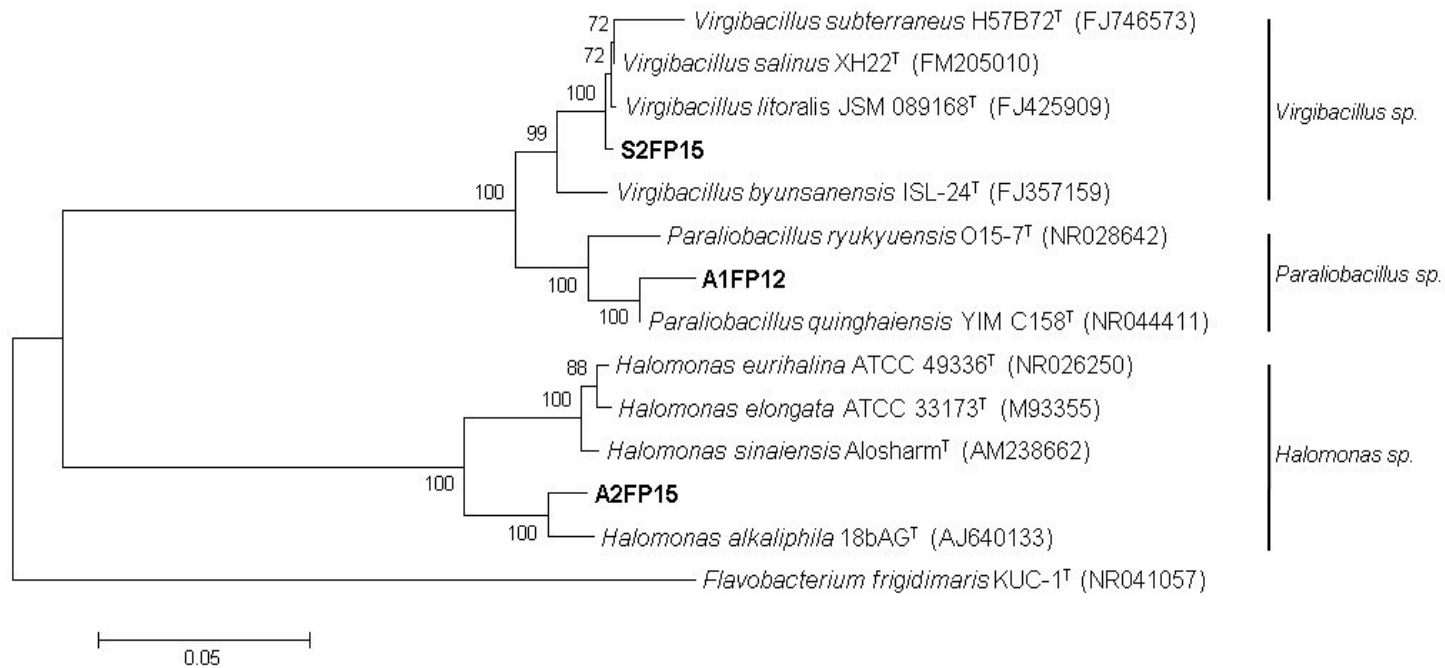 72
Virgibacillus subterraneus H57B72ᵀ (FJ746573)
72
Virgibacillus salinus XH22ᵀ (FM205010)
100
Virgibacillus litoralis JSM 089168ᵀ (FJ425909)
Virgibacillus sp.
99
S2FP15
100
Virgibacillus byunsanensis ISL-24ᵀ (FJ357159)
Paraliobacillus ryukyuensis O15-7ᵀ (NR028642)
100
A1FP12
Paraliobacillus sp.
100
Paraliobacillus quinghaiensis YIM C158ᵀ (NR044411)
88
Halomonas eurihalina ATCC 49336ᵀ (NR026250)
100
Halomonas elongata ATCC 33173ᵀ (M93355)
Halomonas sinaiensis Alosharmᵀ (AM238662)
Halomonas sp.
100
A2FP15
100
Halomonas alkaliphila 18bAGᵀ (AJ640133)
Flavobacterium frigidimaris KUC-1ᵀ (NR041057)
0.05